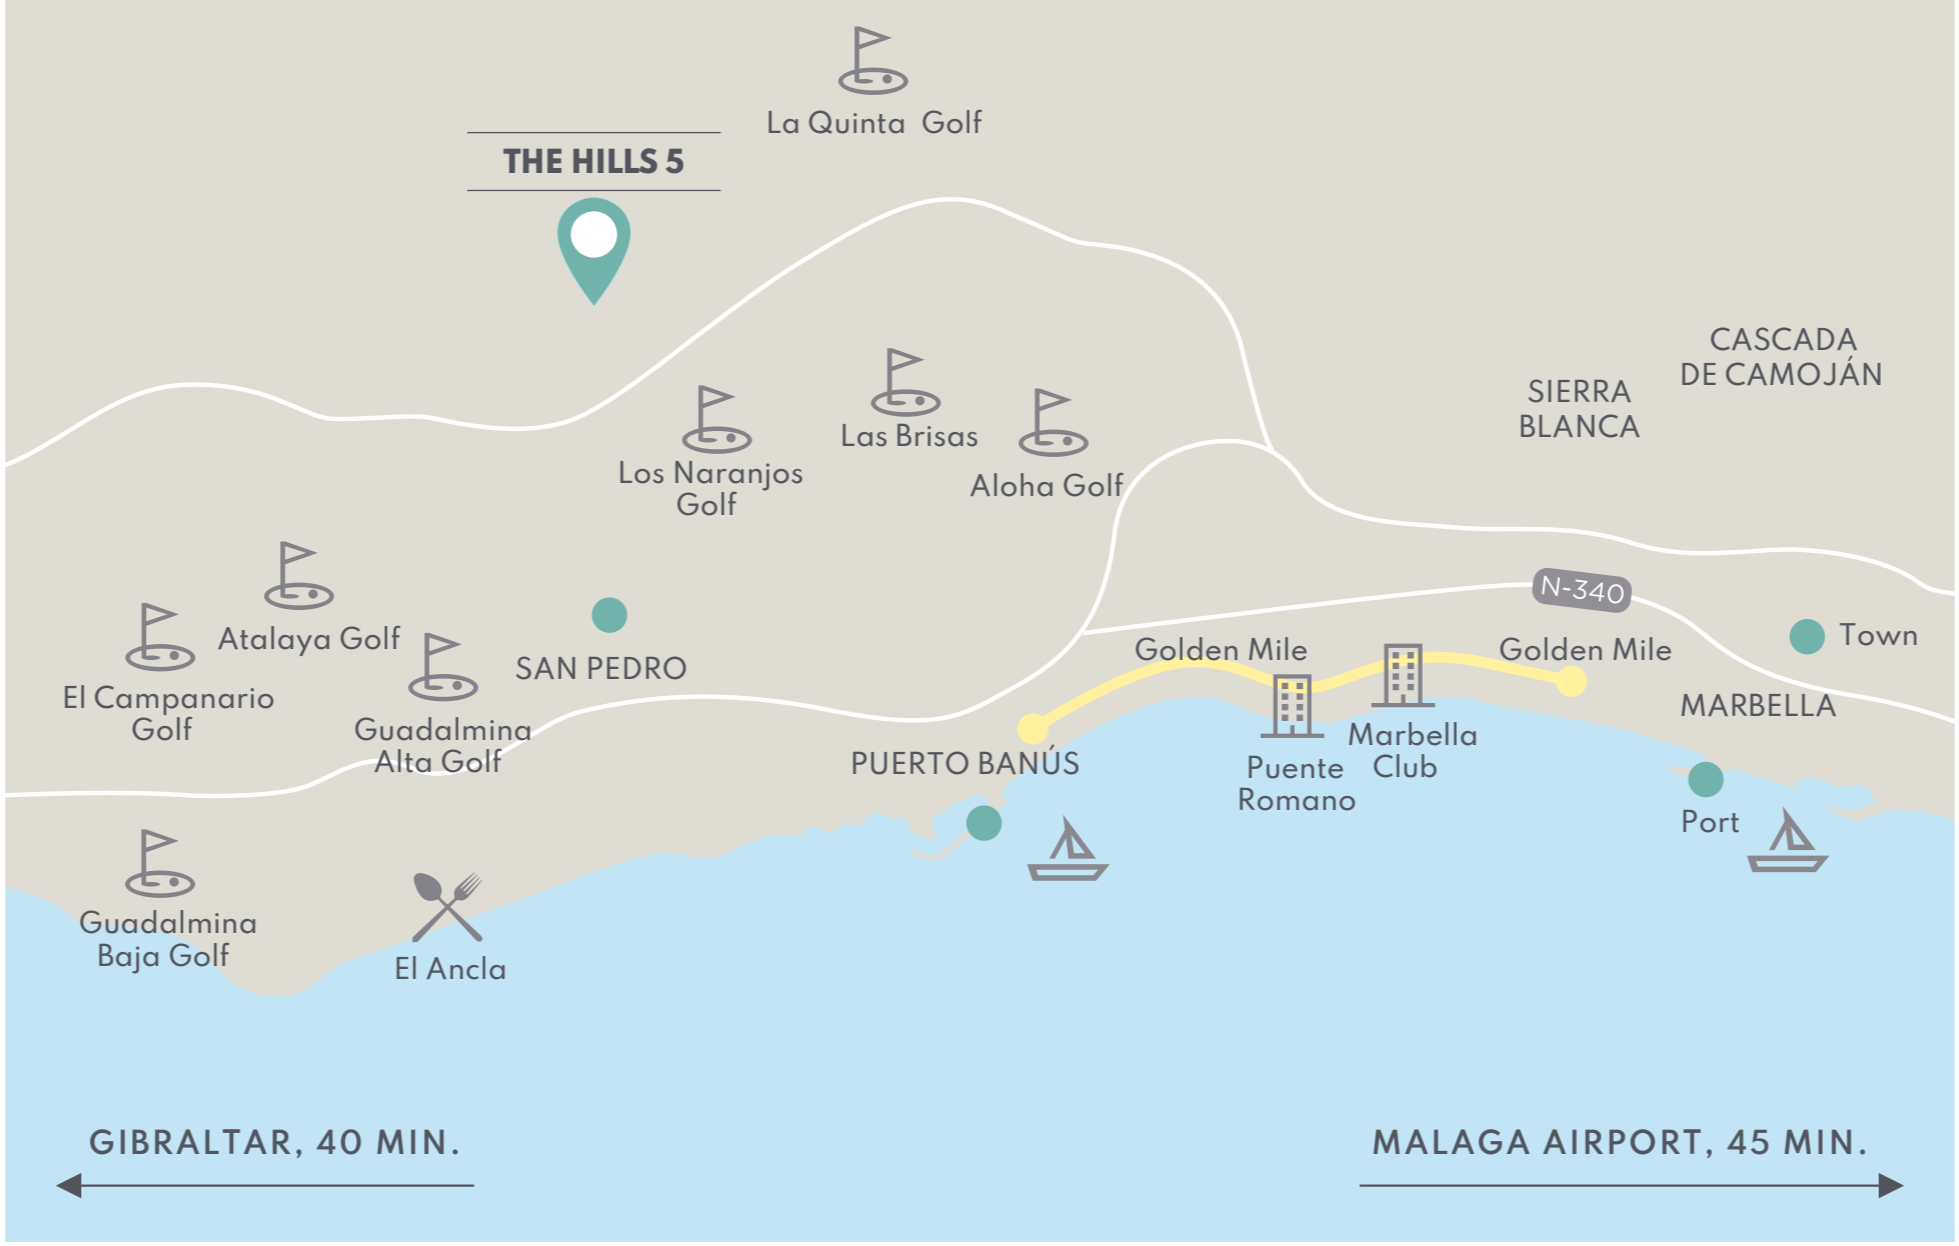 La Quinta Golf
THE HILLS 5
CASCADA
DE CAMOJÁN
SIERRA
BLANCA
Las Brisas
Los Naranjos
Golf
Aloha Golf
N-340
Atalaya Golf
El Campanario
Golf
Guadalmina
Alta Golf
SAN PEDRO
Golden Mile
Golden Mile
Town
MARBELLA
PUERTO BANÚS
Puente
Romano
Marbella
Club
Port
Guadalmina
Baja Golf
El Ancla
GIBRALTAR, 40 MIN.
MALAGA AIRPORT, 45 MIN.